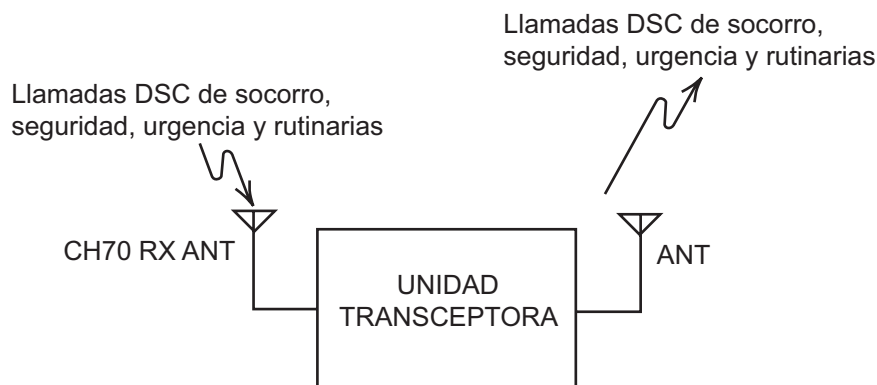 Llamadas DSC de socorro,
seguridad, urgencia y rutinarias
Llamadas DSC de socorro,
seguridad, urgencia y rutinarias
CH70 RX ANT
UNIDAD
TRANSCEPTORA
ANT